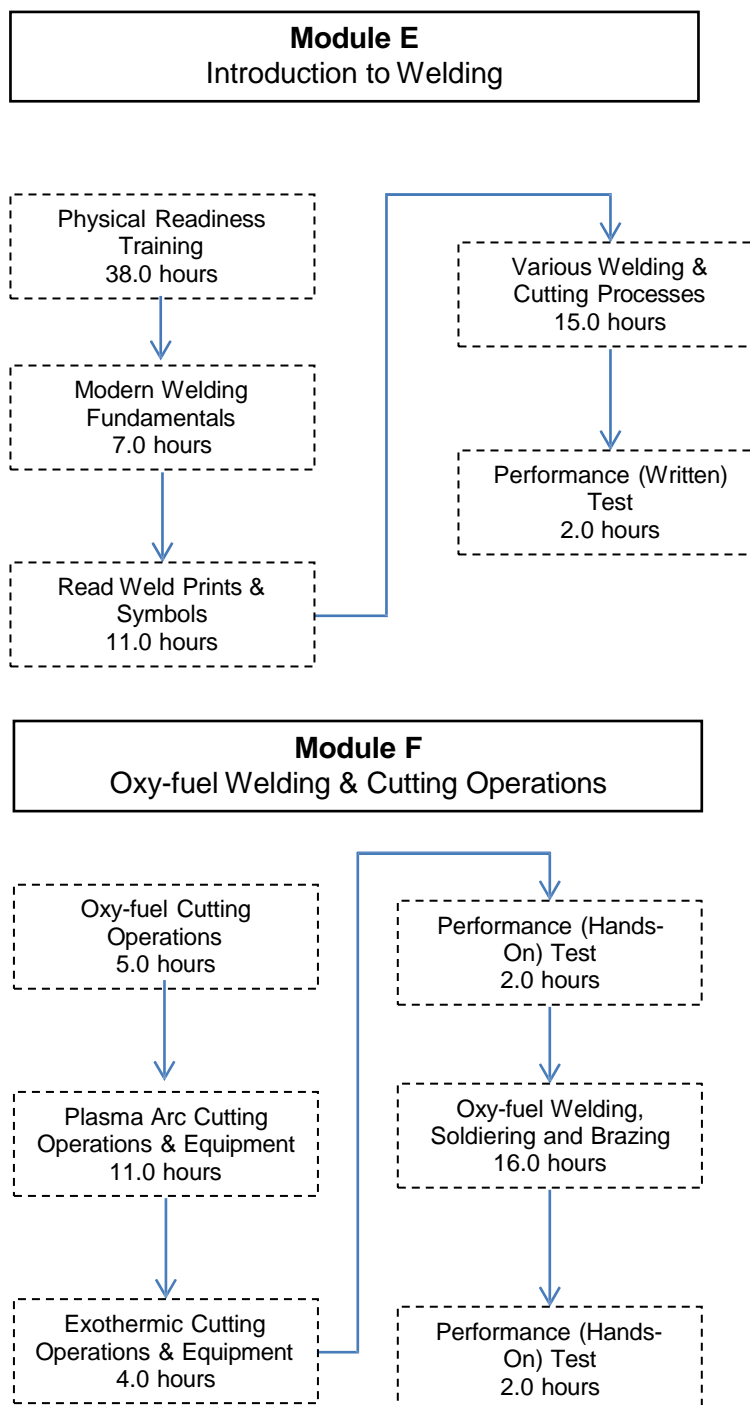 Module E
Introduction to Welding
Physical Readiness
Training
38.0 hours
Modern Welding
Fundamentals
7.0 hours
Read Weld Prints &
Symbols
11.0 hours
Various Welding &
Cutting Processes
15.0 hours
Performance (Written)
Test
2.0 hours
Module F
Oxy-fuel Welding & Cutting Operations
Oxy-fuel Cutting
Operations
5.0 hours
Plasma Arc Cutting
Operations & Equipment
11.0 hours
Exothermic Cutting
Operations & Equipment
4.0 hours
Performance (Hands-
On) Test
2.0 hours
Oxy-fuel Welding,
Soldiering and Brazing
16.0 hours
Performance (Hands-
On) Test
2.0 hours